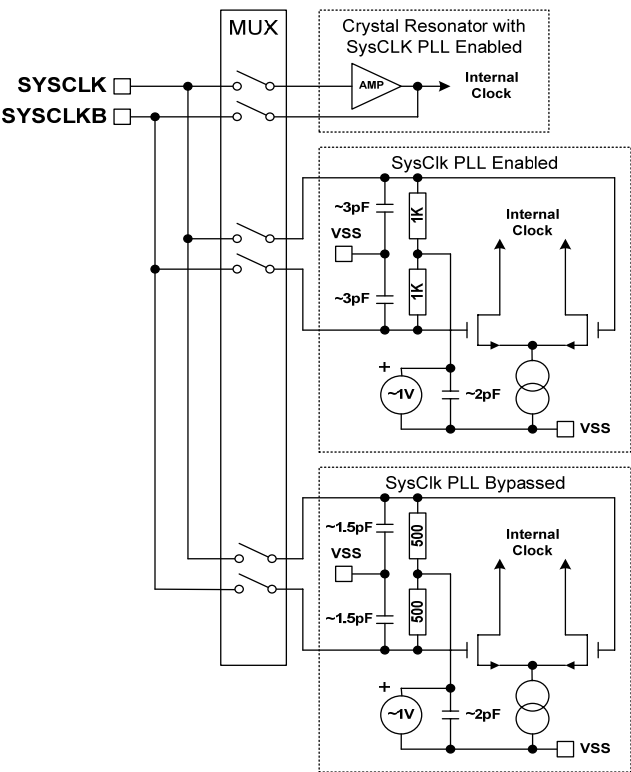 MUX
Crystal Resonator with
SysCLK PLL Enabled
SYSCLK
SYSCLKB
AMP
Internal
Clock
SysClk PLL Enabled
~3pF
1K
VSS
~3pF
1K
Internal
Clock
+
~1V
~2pF
VSS
SysClk PLL Bypassed
~1.5pF
500
VSS
~1.5pF
500
Internal
Clock
+
~1V
~2pF
VSS